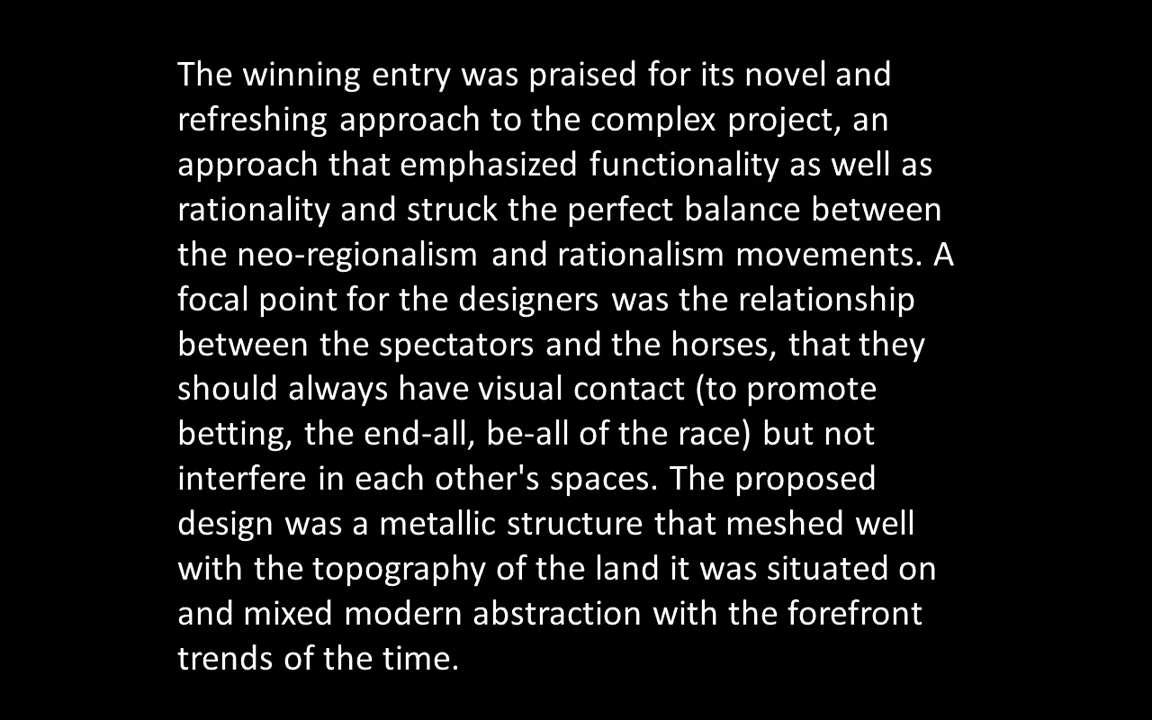 The winning entry was praised for its novel and
refreshing approach to the complex project, an
approach that emphasized functionality as well as
rationality and struck the perfect balance between
the neo-regionalism and rationalism movements. A
focal point for the designers was the relationship
between the spectators and the horses, that they
should always have visual contact (to promote
betting, the end-all, be-all of the race) but not
interfere in each other's spaces. The proposed
design was a metallic structure that meshed well
with the topography of the land it was situated on
and mixed modern abstraction with the forefront
trends of the time.